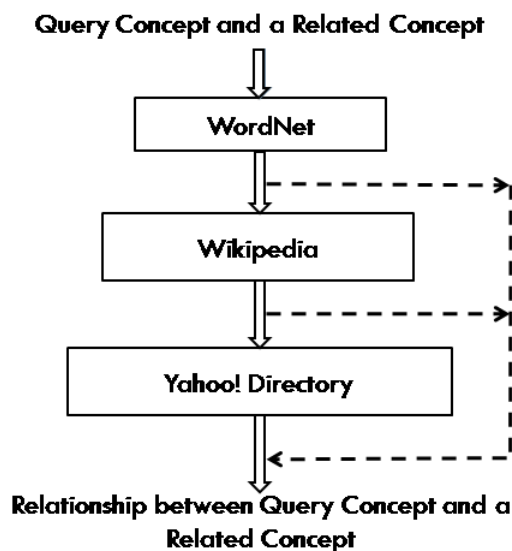 Query Concept and a Related Concept
WordNet
Wikipedia
Yahoo! Directory
Relationship between Query Concept and a
Related Concept